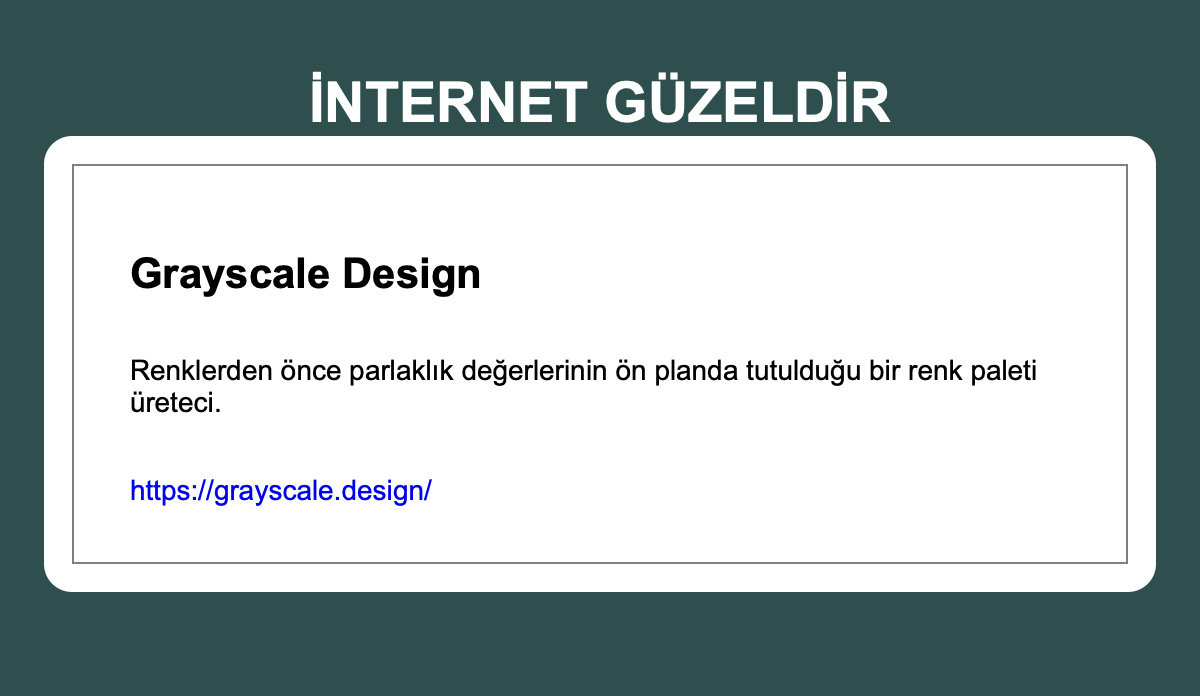 İNTERNET GÜZELDİR
Grayscale Design
Renklerden önce parlaklık değerlerinin ön planda tutulduğu bir renk paleti
üreteci.
https://grayscale.design/